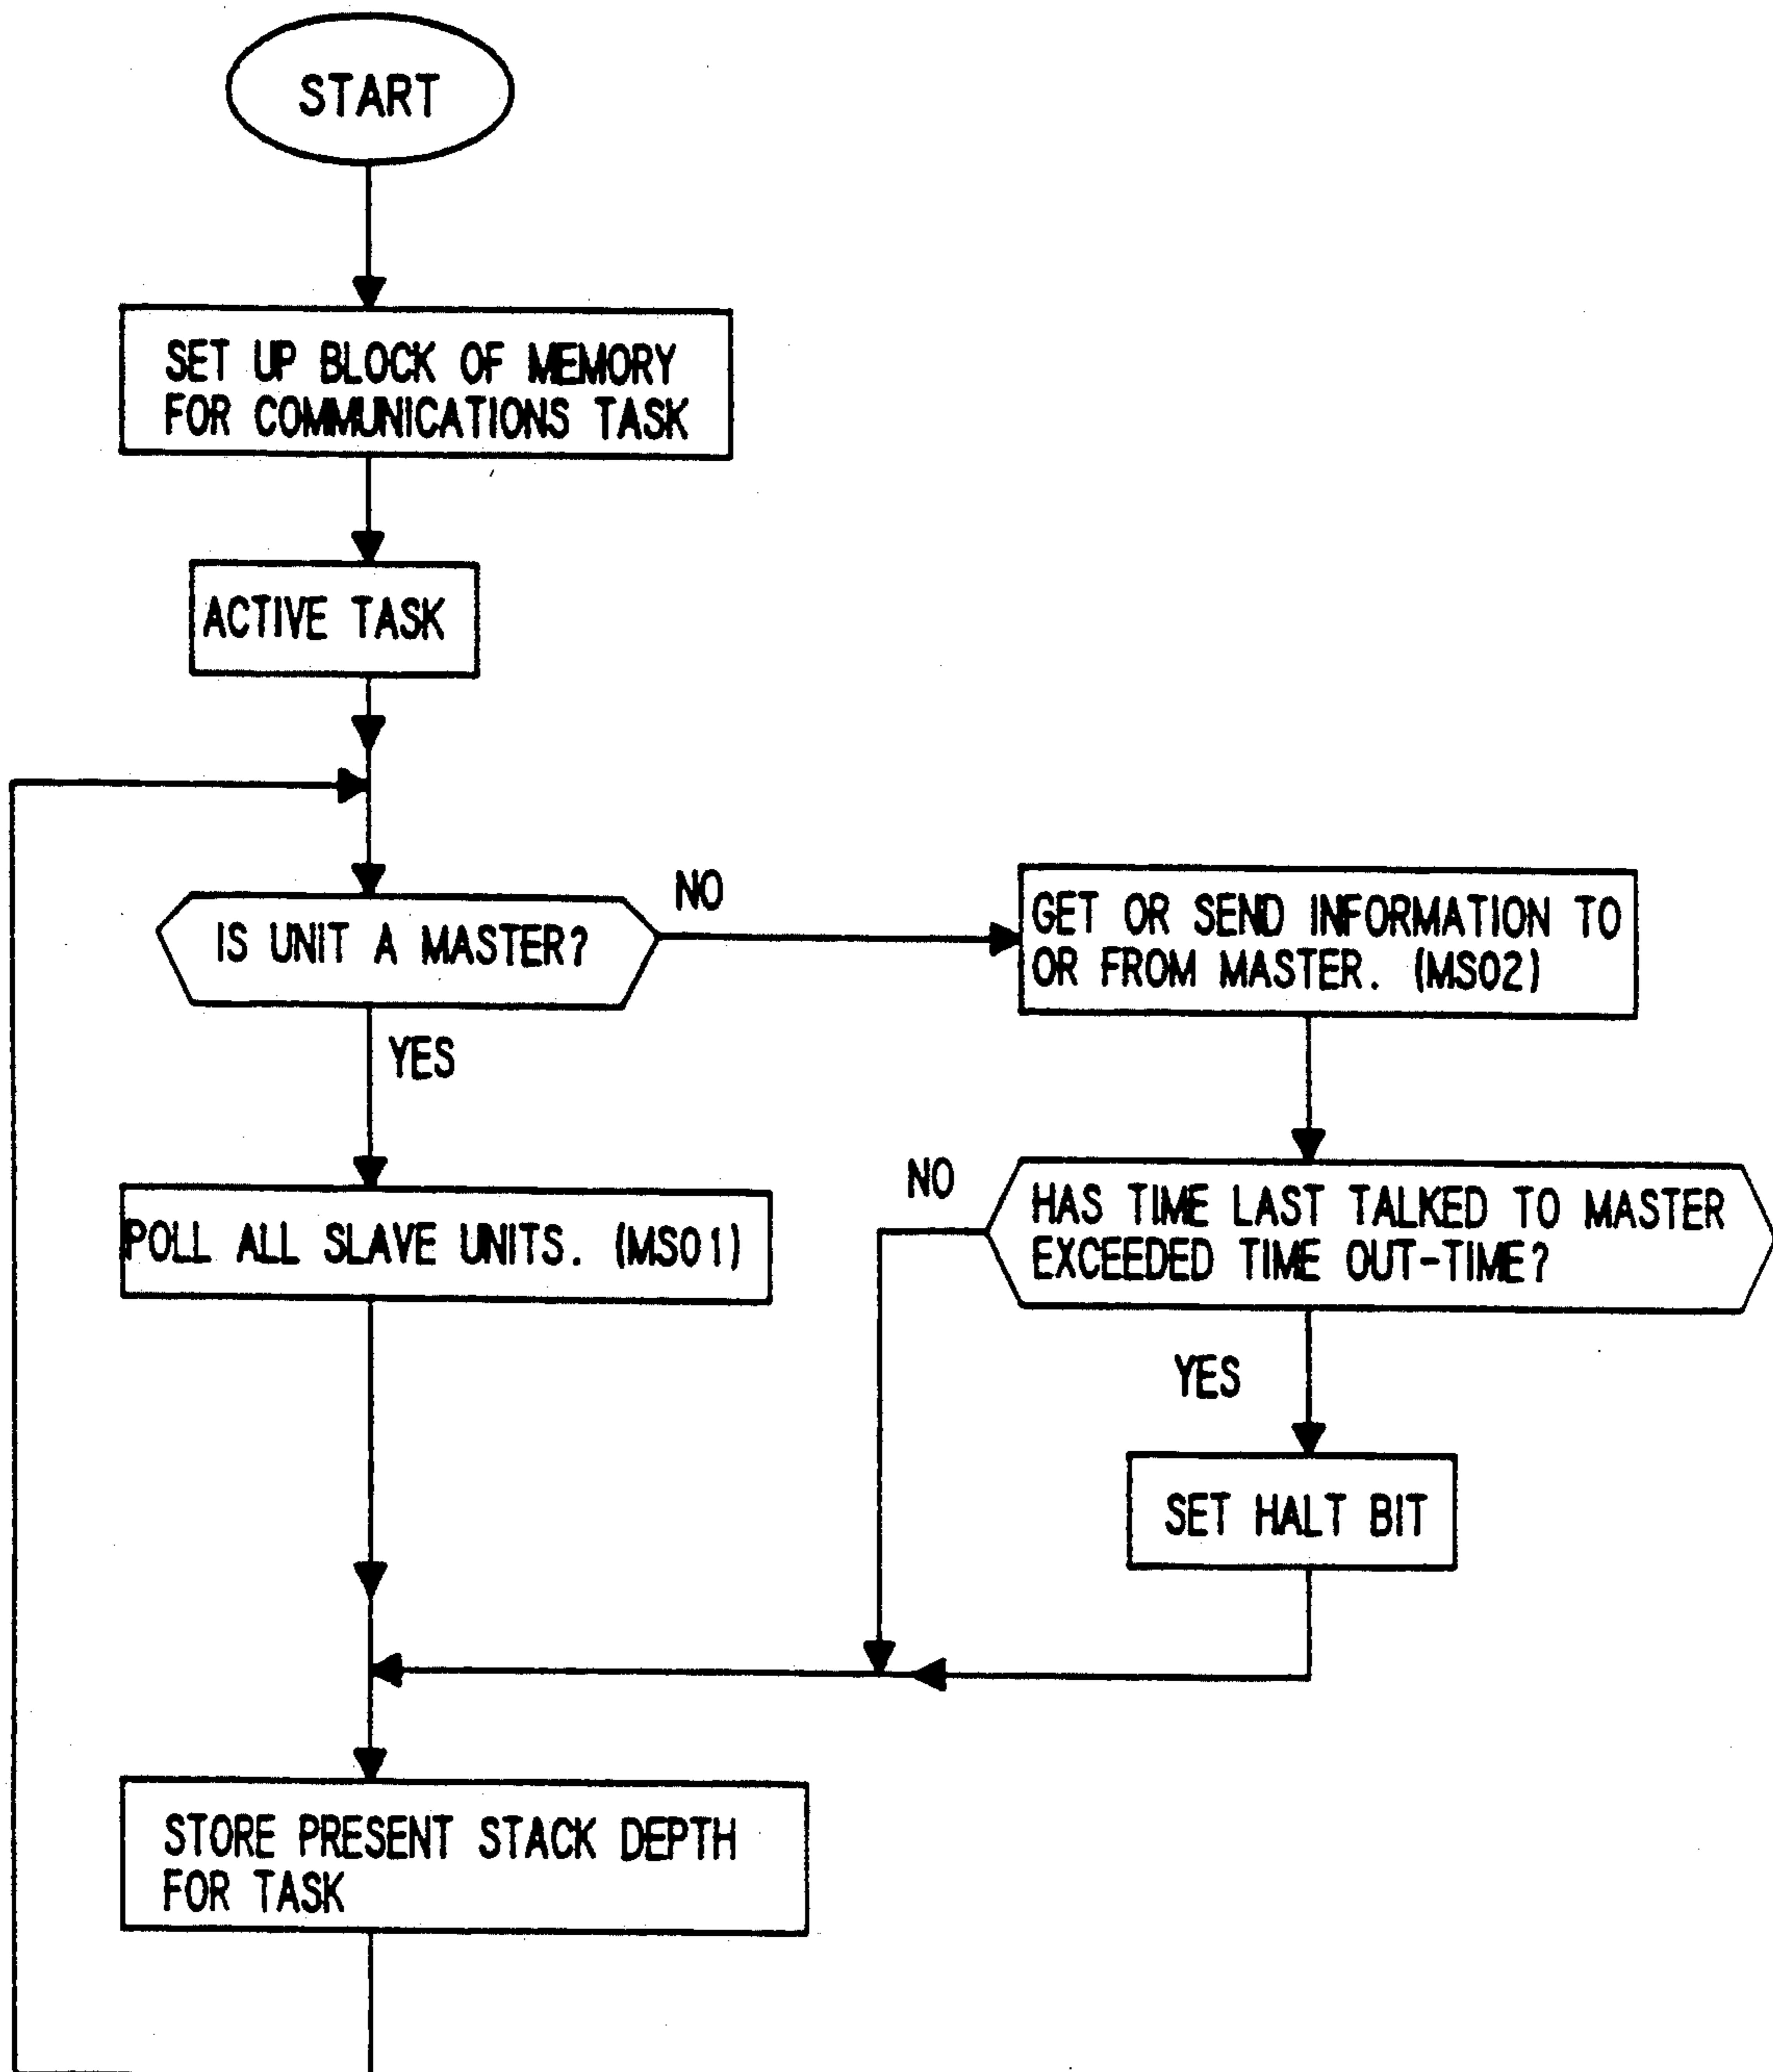 START
SET UP BLOCK OF MEMORY
FOR COMMUNICATIONS TASK
ACTIVE TASK
IS UNIT A MASTER?
NO
GET OR SEND INFORMATION TO
OR FROM MASTER. (MS02)
YES
POLL ALL SLAVE UNITS. (MS01)
NO
HAS TIME LAST TALKED TO MASTER
EXCEEDED TIME OUT-TIME?
YES
SET HALT BIT
STORE PRESENT STACK DEPTH
FOR TASK